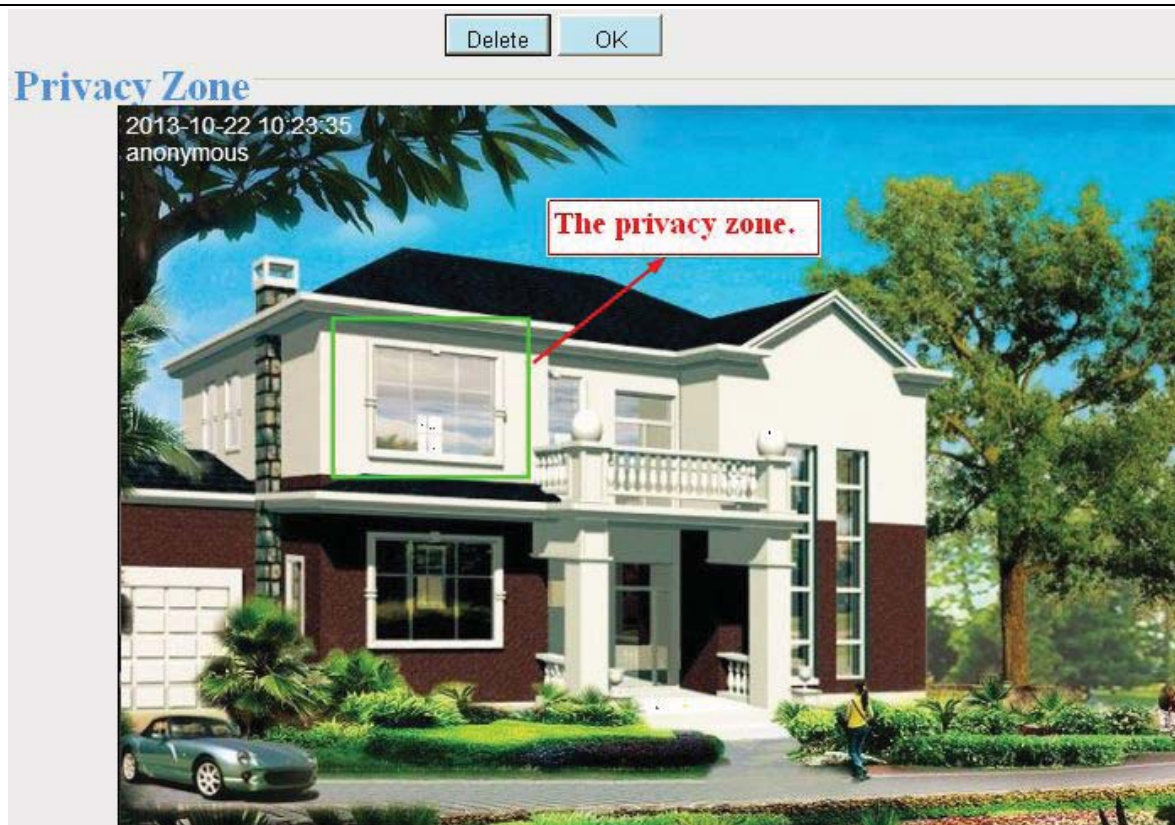 Delete OK
Privacy Zone
2013-10-22 10:23:35
anonymous
The privacy zone.